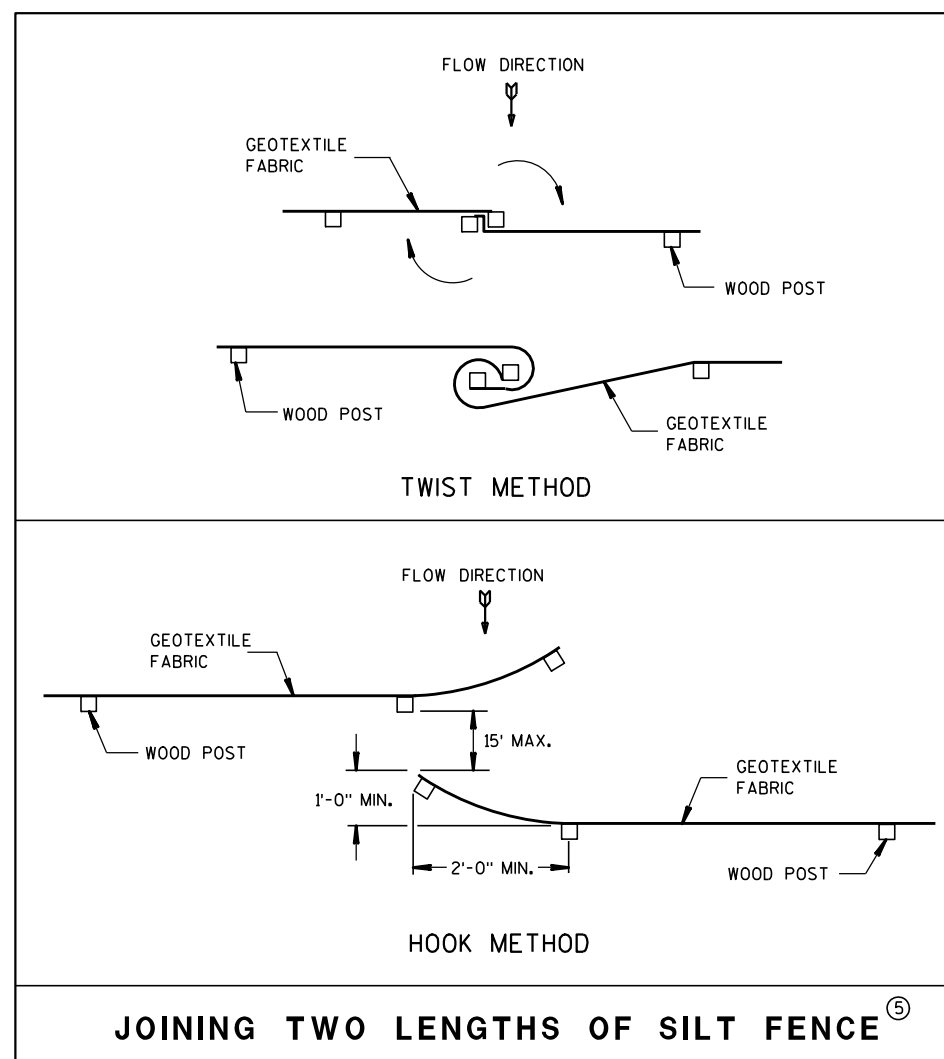 FLOW DIRECTION
GEOTEXTILE
FABRIC
WOOD POST
WOOD POST
GEOTEXTILE
FABRIC
TWIST METHOD
FLOW DIRECTION
GEOTEXTILE
FABRIC
WOOD POST
15' MAX.
1'-0" MIN.
GEOTEXTILE
FABRIC
2'-0" MIN.
WOOD POST
HOOK METHOD
JOINING TWO LENGTHS OF SILT FENCE ⑤